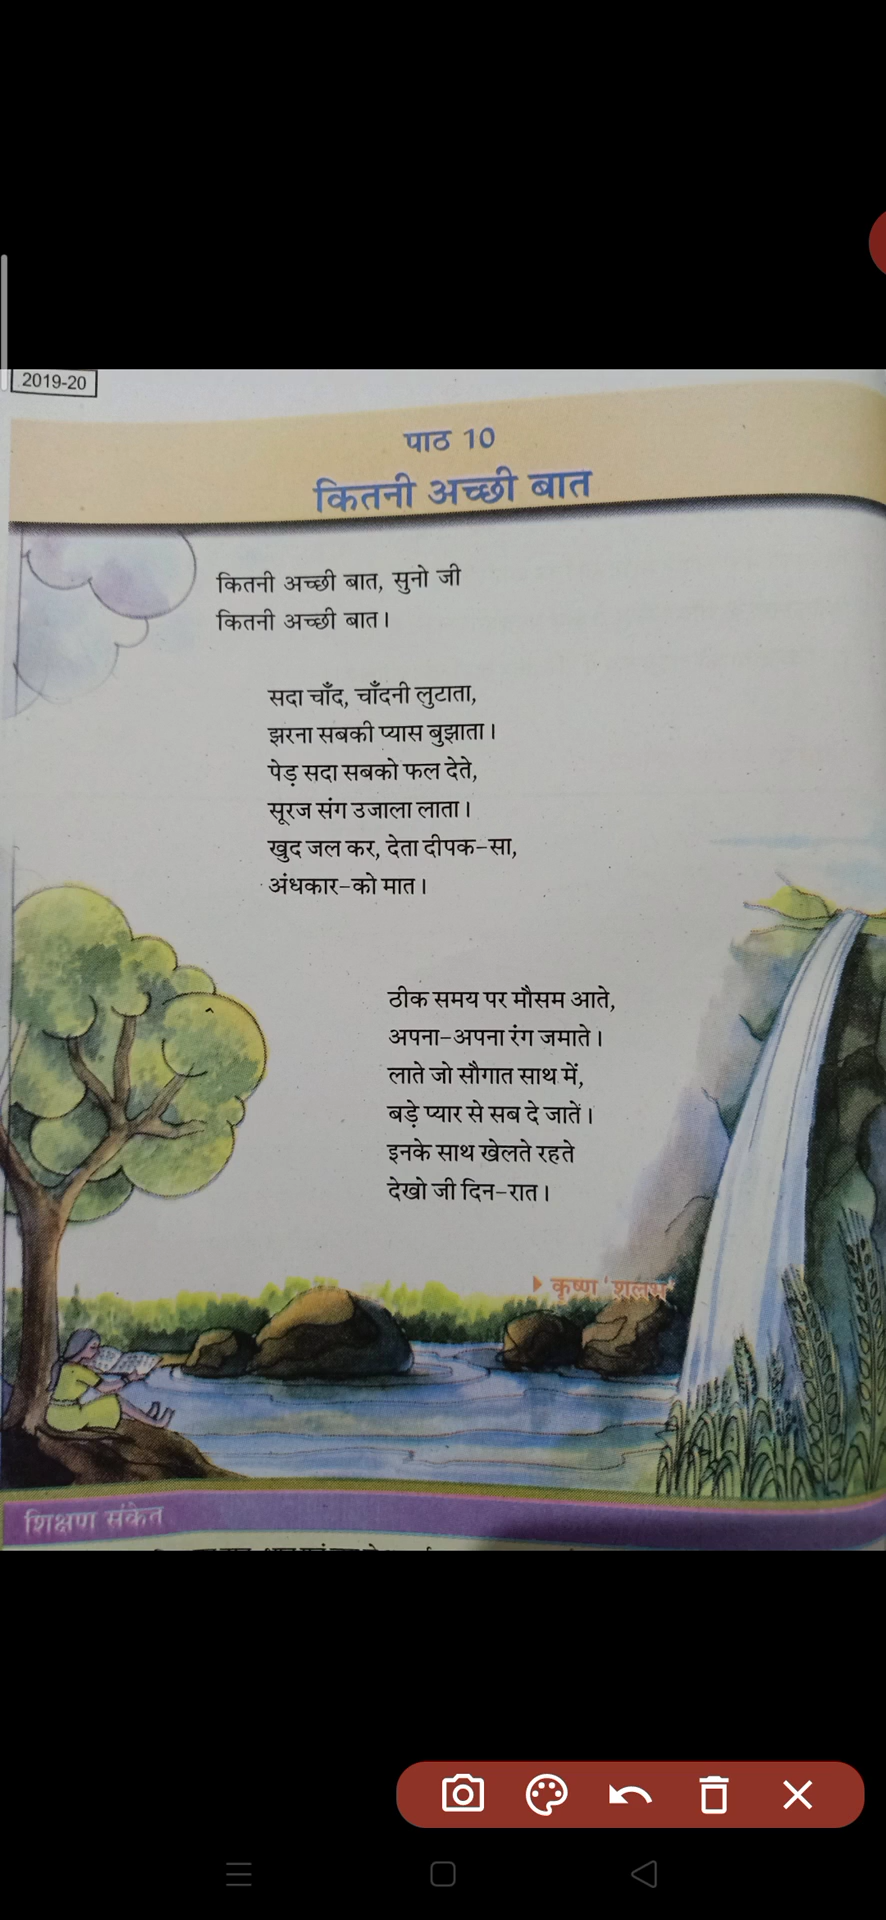 2019-20
पाठ 10
कितनी अच्छी बात
कितनी अच्छी बात, सुनो जी
कितनी अच्छी बात।
सदा चाँद, चाँदनी लुटाता,
झरना सबकी प्यास बुझाता।
पेड़ सदा सबको फल देते,
सूरज संग उजाला लाता।
खुद जल कर, देता दीपक-सा,
अंधकार-को मात।
ठीक समय पर मौसम आते,
अपना-अपना रंग जमाते।
लाते जो सौगात साथ में,
बड़े प्यार से सब दे जाते।
इनके साथ खेलते रहते
देखो जी दिन-रात।
कृष्ण 'शलभ'
शिक्षण संकेत